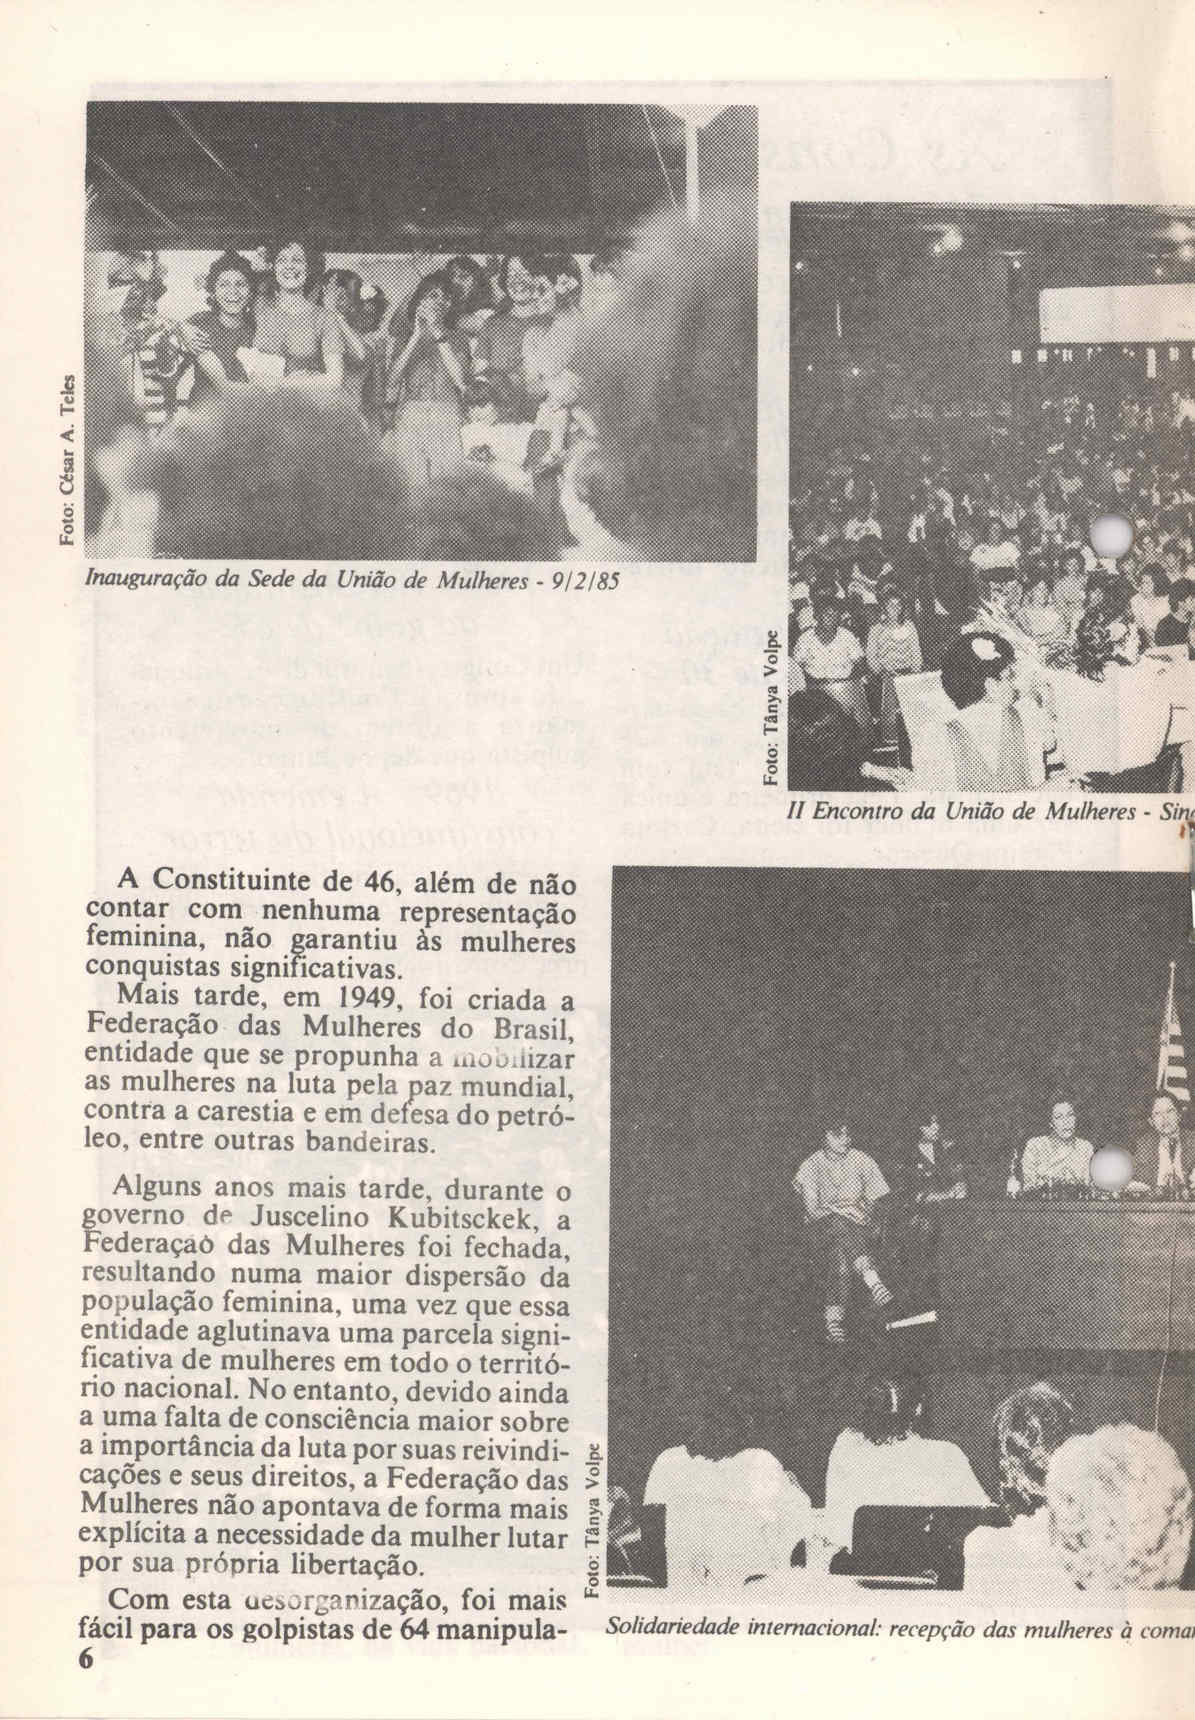 Foto: César A. Teles
Inauguração da Sede da União de Mulheres - 9/2/85
Foto: Tânya Volpe
II Encontro da União de Mulheres -
A Constituinte de 46, além de não
contar com nenhuma representação
feminina, não garantiu às mulheres
conquistas significativas.
Mais tarde, em 1949, foi criada a
Federação das Mulheres do Brasil,
entidade que se propunha a mobilizar
as mulheres na luta pela paz mundial,
contra a carestia e em defesa do petró-
leo, entre outras bandeiras.
Alguns anos mais tarde, durante o
governo de Juscelino Kubitsckek, a
Federação das Mulheres foi fechada,
resultando numa maior dispersão da
população feminina, uma vez que essa
entidade aglutinava uma parcela signi-
ficativa de mulheres em todo o territó-
rio nacional. No entanto, devido ainda
a uma falta de consciência maior sobre
a importância da luta por suas reivindi-
cações e seus direitos, a Federação das
Mulheres não apontava de forma mais
explícita a necessidade da mulher lutar
por sua própria libertação.
Com esta desorganização, foi mais
fácil para os golpistas de 64 manipula-
6
Foto: Tânya Volpe
Solidariedade internacional: recepção das mulheres à